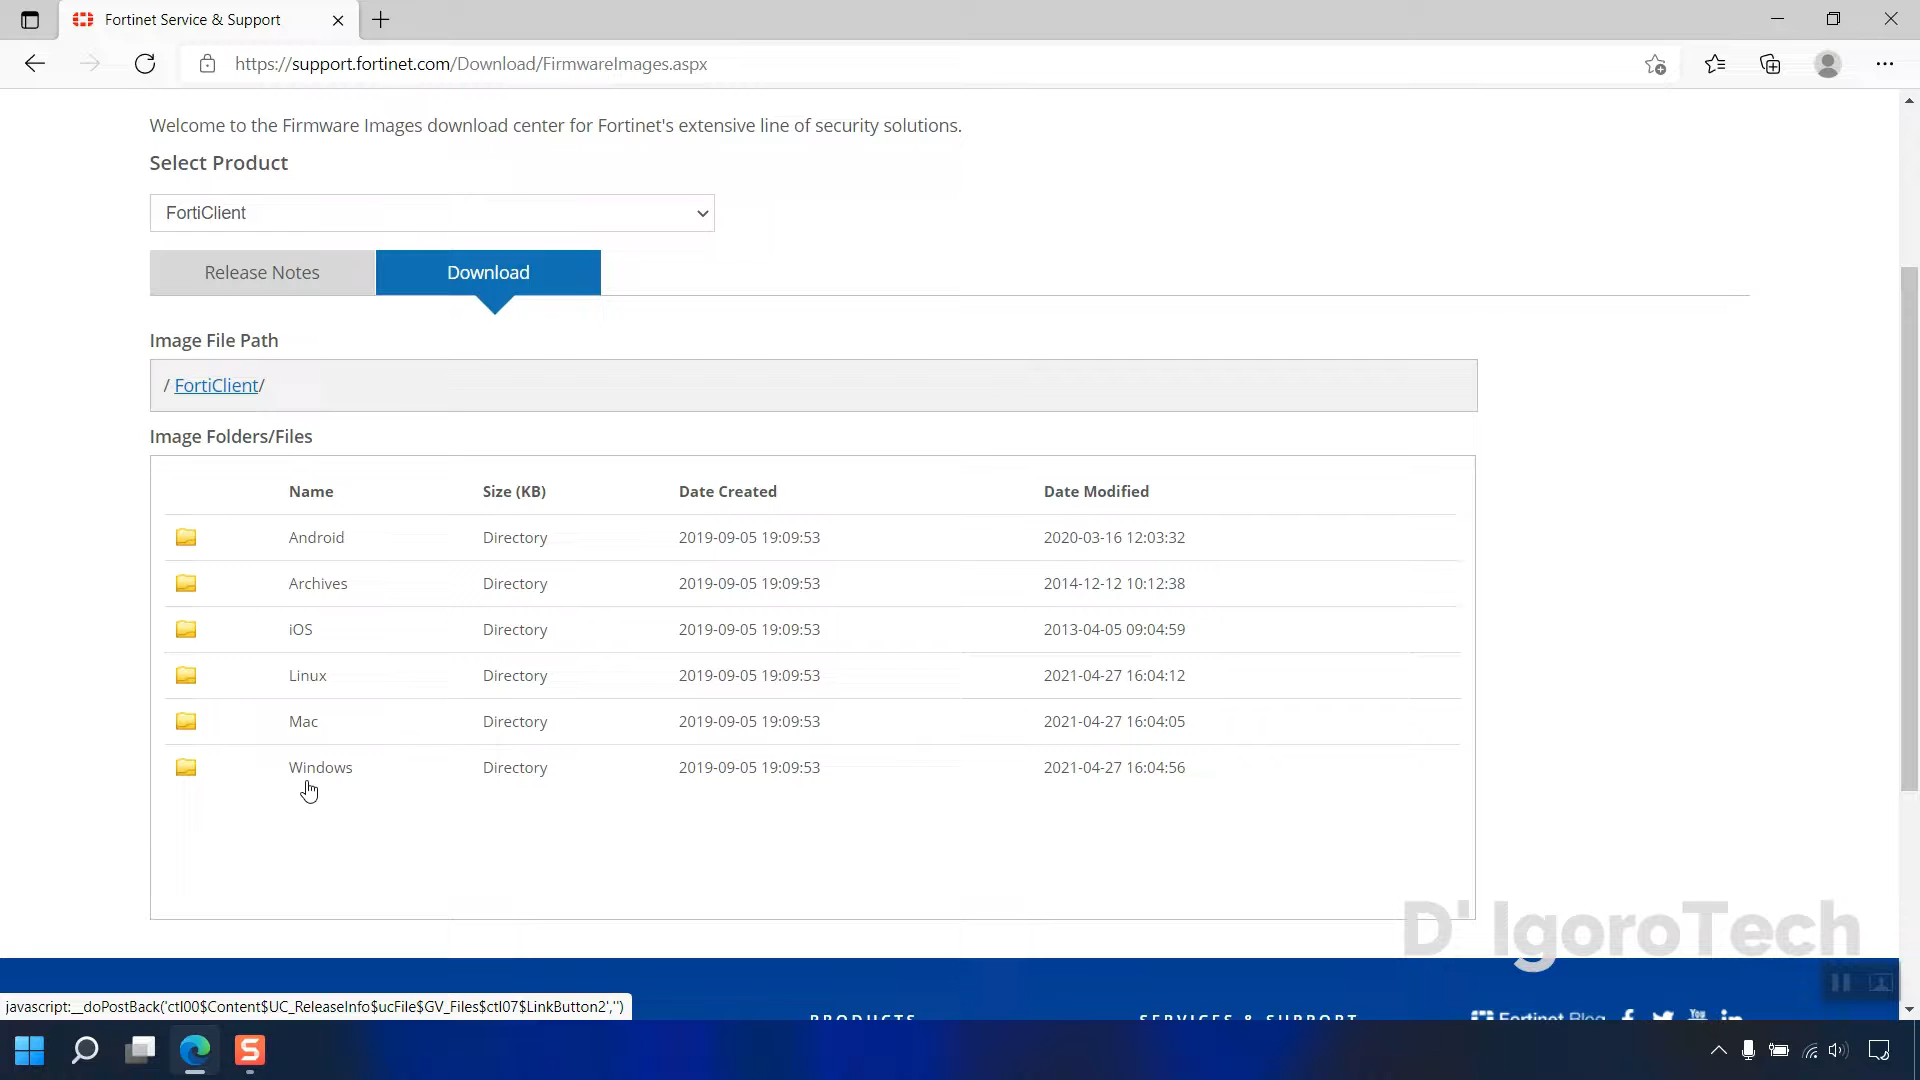 Fortinet Service & Support
https://support.fortinet.com/Download/FirmwareImages.aspx
Welcome to the Firmware Images download center for Fortinet's extensive line of security solutions.
Select Product
FortiClient
Release Notes Download
Image File Path
/ FortiClient/
Image Folders/Files
Name Size (KB) Date Created Date Modified
Android Directory 2019-09-05 19:09:53 2020-03-16 12:03:32
Archives Directory 2019-09-05 19:09:53 2014-12-12 10:12:38
iOS Directory 2019-09-05 19:09:53 2013-04-05 09:04:59
Linux Directory 2019-09-05 19:09:53 2021-04-27 16:04:12
Mac Directory 2019-09-05 19:09:53 2021-04-27 16:04:05
Windows Directory 2019-09-05 19:09:53 2021-04-27 16:04:56
D' IgoroTech
javascript:__doPostBack('ctl00$Content$UC_ReleaseInfo$ucFile$GV_Files$ctl07$LinkButton2','')
PRODUCTS SERVICES & SUPPORT Fortinet Blog